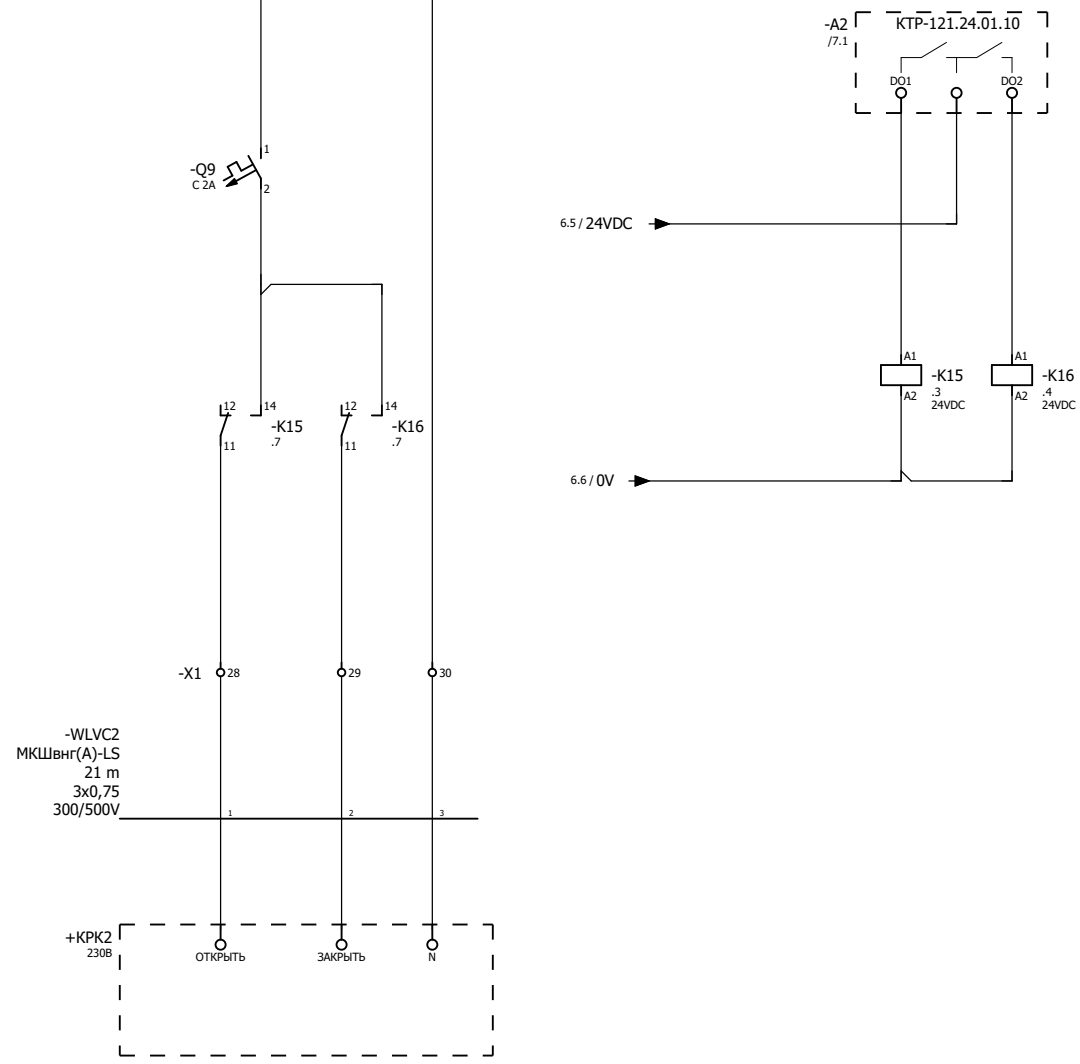 -A2
/7.1
КТР-121.24.01.10
DO1
DO2
1
-Q9
C 2A
2
6.5 / 24VDC
A1
-K15
.3
A2
24VDC
A1
-K16
.4
A2
24VDC
12
14
-K15
.7
11
12
14
-K16
.7
11
6.6 / 0V
-X1
28
29
30
-WLVC2
МКШвнг(А)-LS
21 m
3x0,75
300/500V
1
2
3
+КРК2
230В
ОТКРЫТЬ
ЗАКРЫТЬ
N